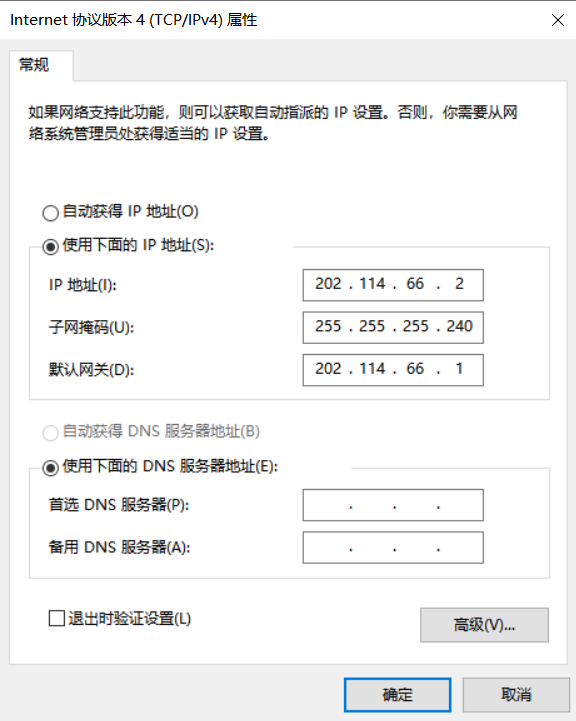 Internet 协议版本 4 (TCP/IPv4) 属性
常规
如果网络支持此功能，则可以获取自动指派的 IP 设置。否则，你需要从网
络系统管理员处获得适当的 IP 设置。
自动获得 IP 地址(O)
使用下面的 IP 地址(S):
IP 地址(I): 202 . 114 . 66 . 2
子网掩码(U): 255 . 255 . 255 . 240
默认网关(D): 202 . 114 . 66 . 1
自动获得 DNS 服务器地址(B)
使用下面的 DNS 服务器地址(E):
首选 DNS 服务器(P): . . .
备用 DNS 服务器(A): . . .
退出时验证设置(L)
高级(V)...
确定 取消